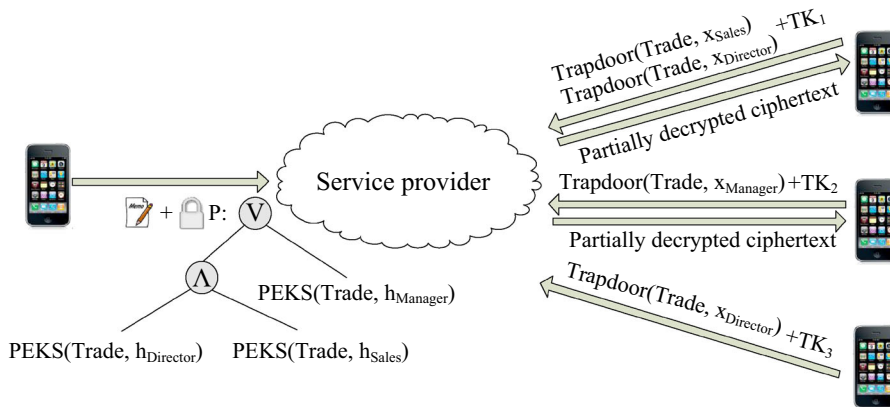 Trapdoor(Trade, x_Sales) +TK_1
Trapdoor(Trade, x_Director)
Partially decrypted ciphertext
Service provider
Trapdoor(Trade, x_Manager)+TK_2
Partially decrypted ciphertext
Memo + P: V
Λ
PEKS(Trade, h_Manager)
Trapdoor(Trade, x_Director) +TK_3
PEKS(Trade, h_Director) PEKS(Trade, h_Sales)